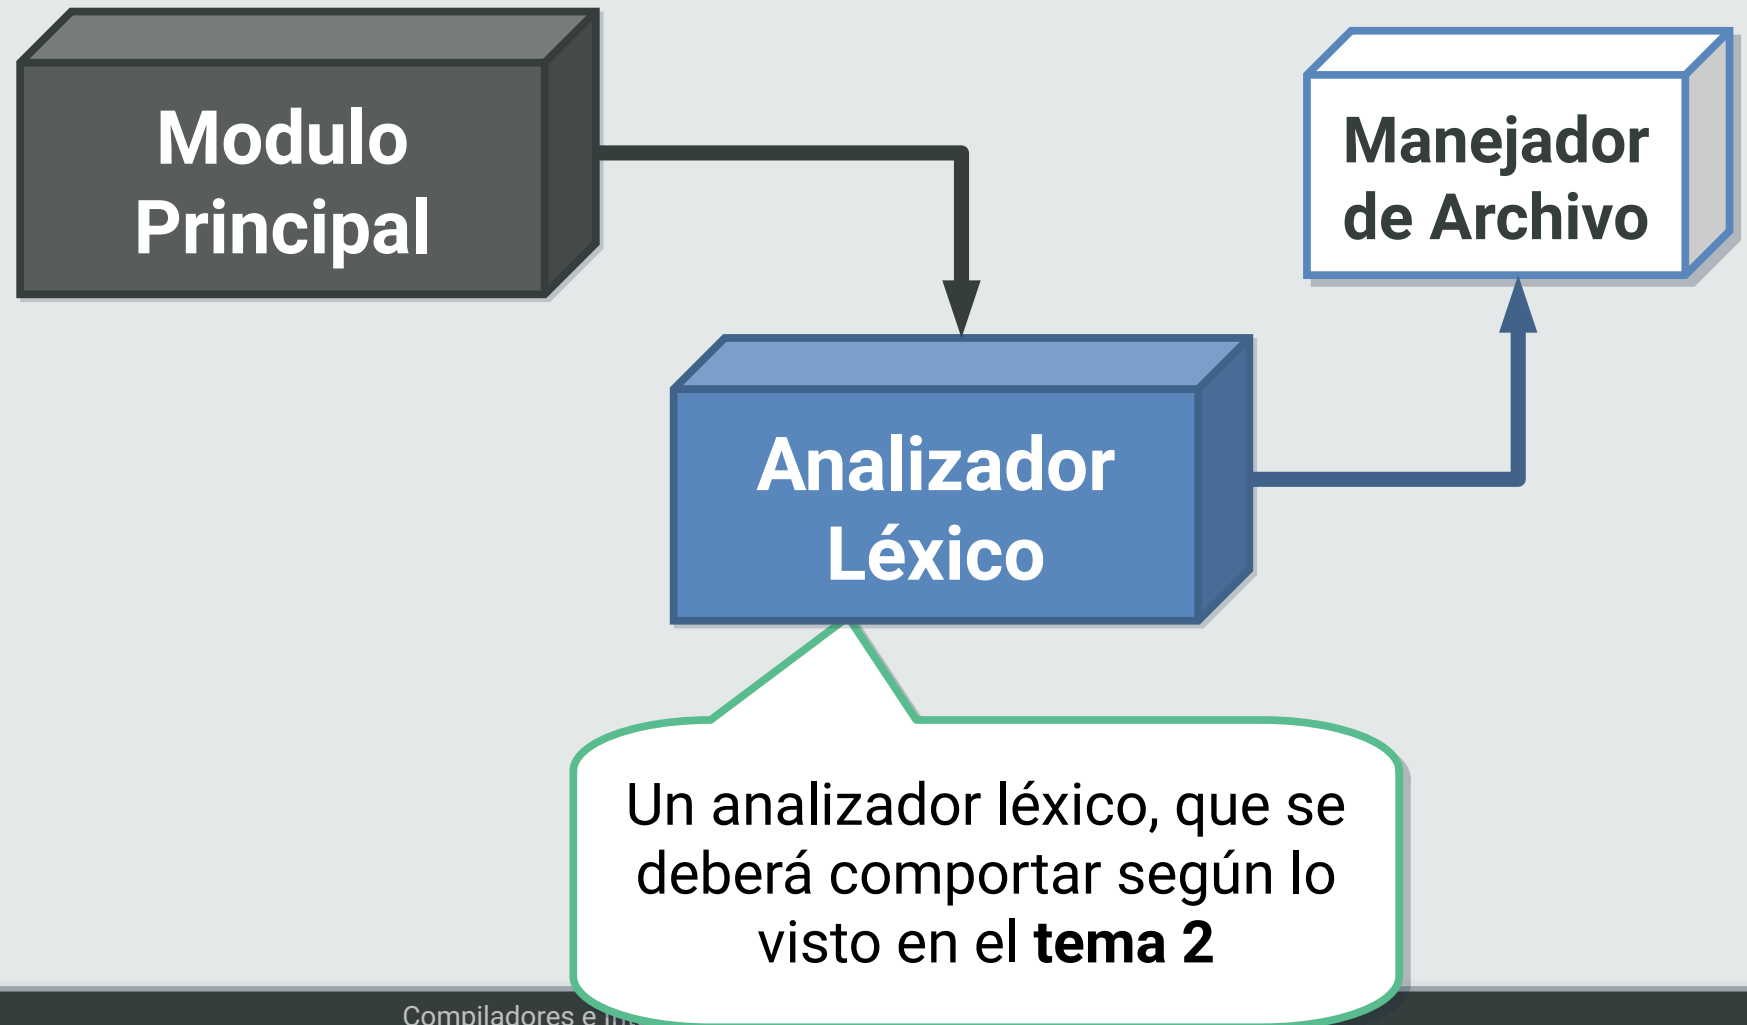 Modulo
Principal
Manejador
de Archivo
Analizador
Léxico
Un analizador léxico, que se
deberá comportar según lo
visto en el tema 2
Compiladores e